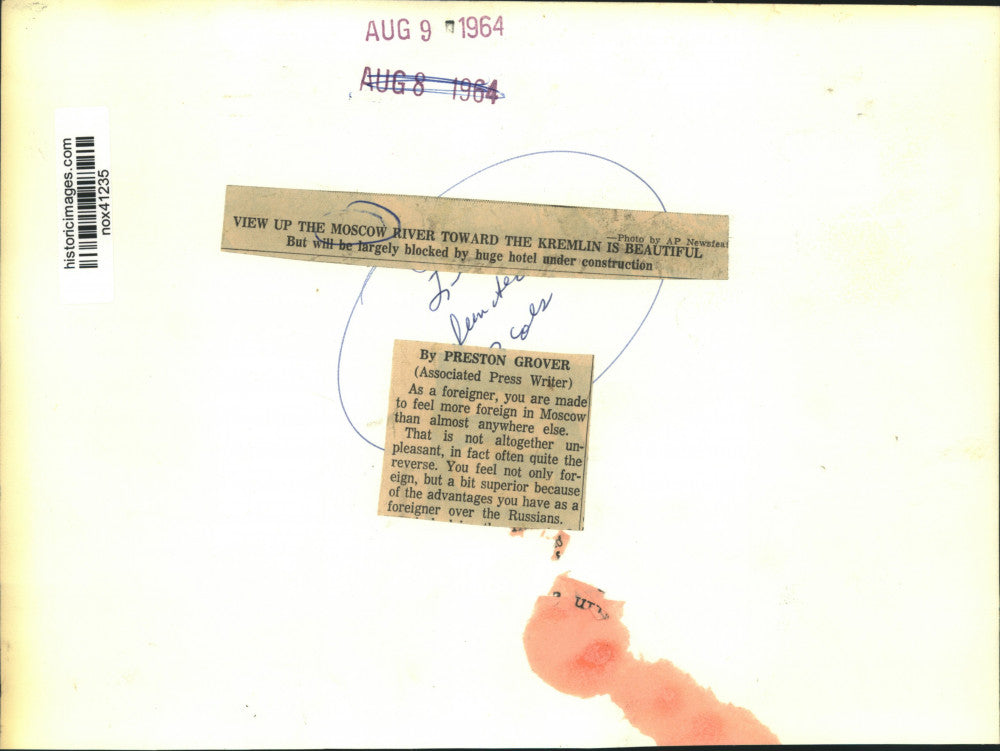 AUG 9 1964
AUG 8 1964
historicimages.com
nox41235
—Photo by AP Newsfea
VIEW UP THE MOSCOW RIVER TOWARD THE KREMLIN IS BEAUTIFUL
But will be largely blocked by huge hotel under construction
cols
By PRESTON GROVER
(Associated Press Writer)
As a foreigner, you are made
to feel more foreign in Moscow
than almost anywhere else.
That is not altogether un-
pleasant, in fact often quite the
reverse. You feel not only for-
eign, but a bit superior because
of the advantages you have as a
foreigner over the Russians.